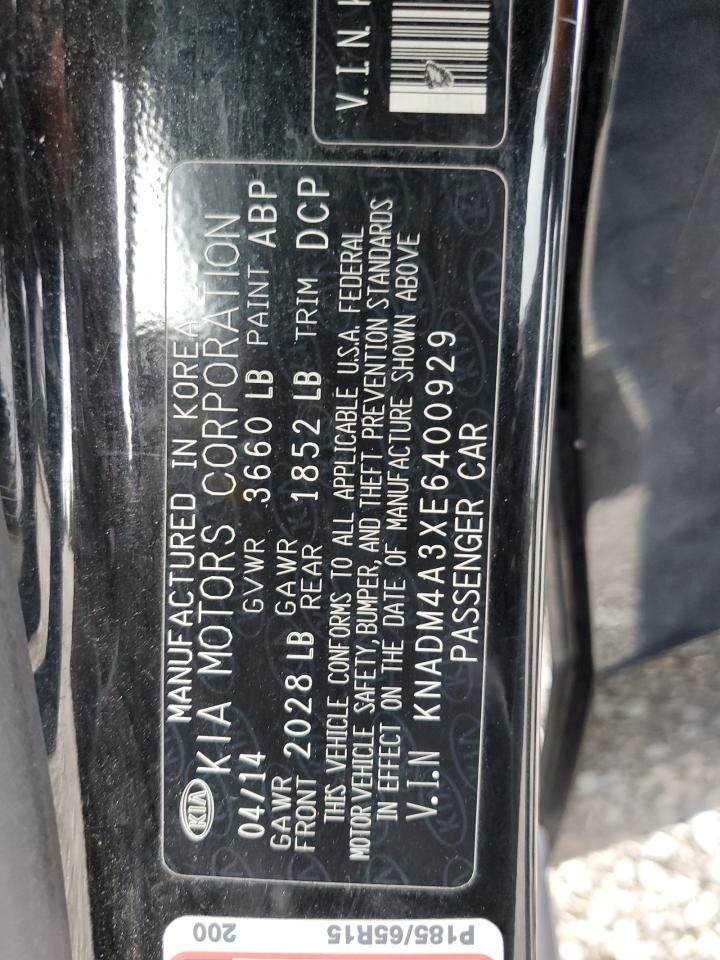 MANUFACTURED IN KOREA
KIA KIA MOTORS CORPORATION
04/14 GVWR 3660 LB PAINT ABP
GAWR FRONT 2028 LB GAWR REAR 1852 LB TRIM DCP
THIS VEHICLE CONFORMS TO ALL APPLICABLE U.S.A. FEDERAL
MOTOR VEHICLE SAFETY, BUMPER, AND THEFT PREVENTION STANDARDS
IN EFFECT ON THE DATE OF MANUFACTURE SHOWN ABOVE
V.I.N KNADM4A3XE6400929
PASSENGER CAR
V.I.N K
P185/65R15
200